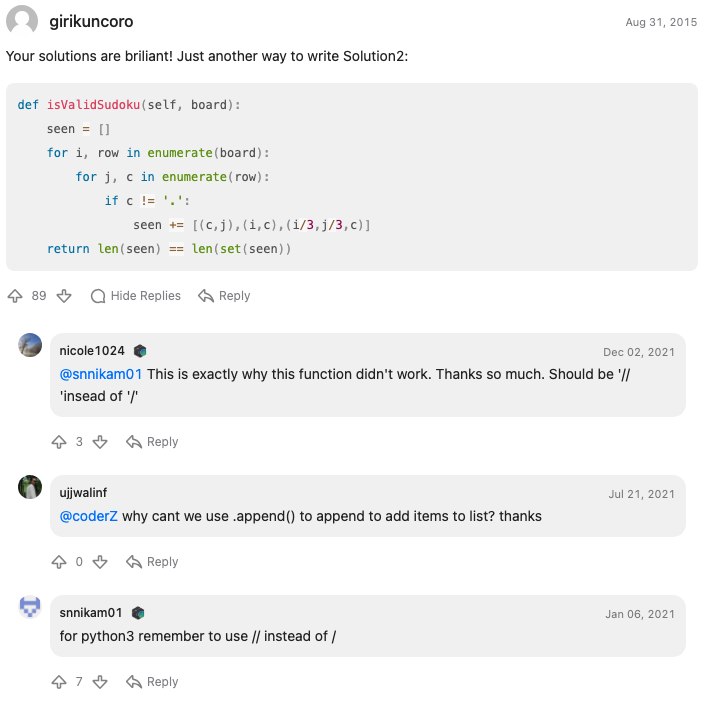 girikuncoro
Aug 31, 2015
Your solutions are briliant! Just another way to write Solution2:
def isValidSudoku(self, board):
    seen = []
    for i, row in enumerate(board):
        for j, c in enumerate(row):
            if c != '.':
                seen += [(c,j),(i,c),(i/3,j/3,c)]
    return len(seen) == len(set(seen))
89 Hide Replies Reply
nicole1024
Dec 02, 2021
@snnikam01 This is exactly why this function didn't work. Thanks so much. Should be '//
'insead of '/'
3 Reply
ujjwalinf
Jul 21, 2021
@coderZ why cant we use .append() to append to add items to list? thanks
0 Reply
snnikam01
Jan 06, 2021
for python3 remember to use // instead of /
7 Reply